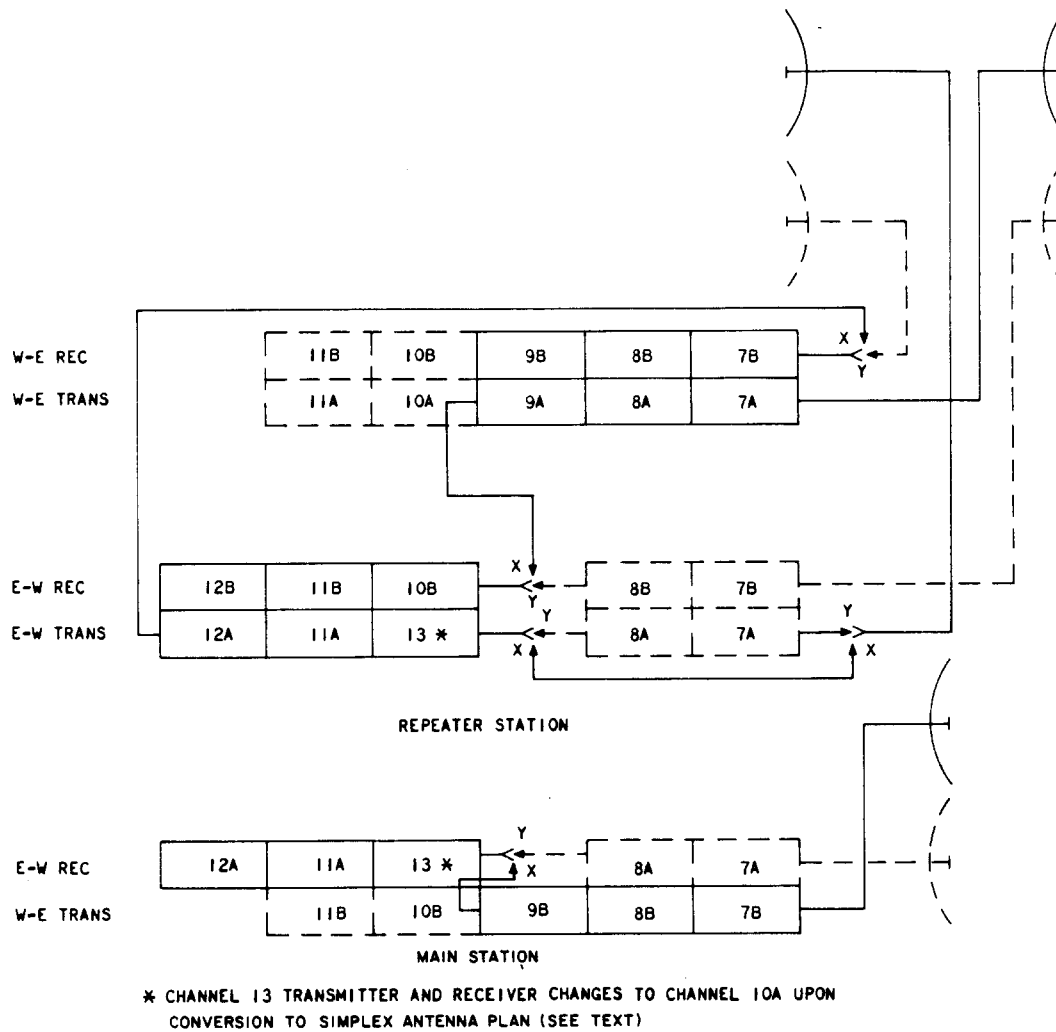 X
W-E REC 11B 10B 9B 8B 7B
Y
W-E TRANS 11A 10A 9A 8A 7A
X
E-W REC 12B 11B 10B 8B 7B
Y Y Y
E-W TRANS 12A 11A 13 * 8A 7A
X X
REPEATER STATION
Y
E-W REC 12A 11A 13 * 8A 7A
X
W-E TRANS 11B 10B 9B 8B 7B
MAIN STATION
* CHANNEL 13 TRANSMITTER AND RECEIVER CHANGES TO CHANNEL 10A UPON
CONVERSION TO SIMPLEX ANTENNA PLAN (SEE TEXT)